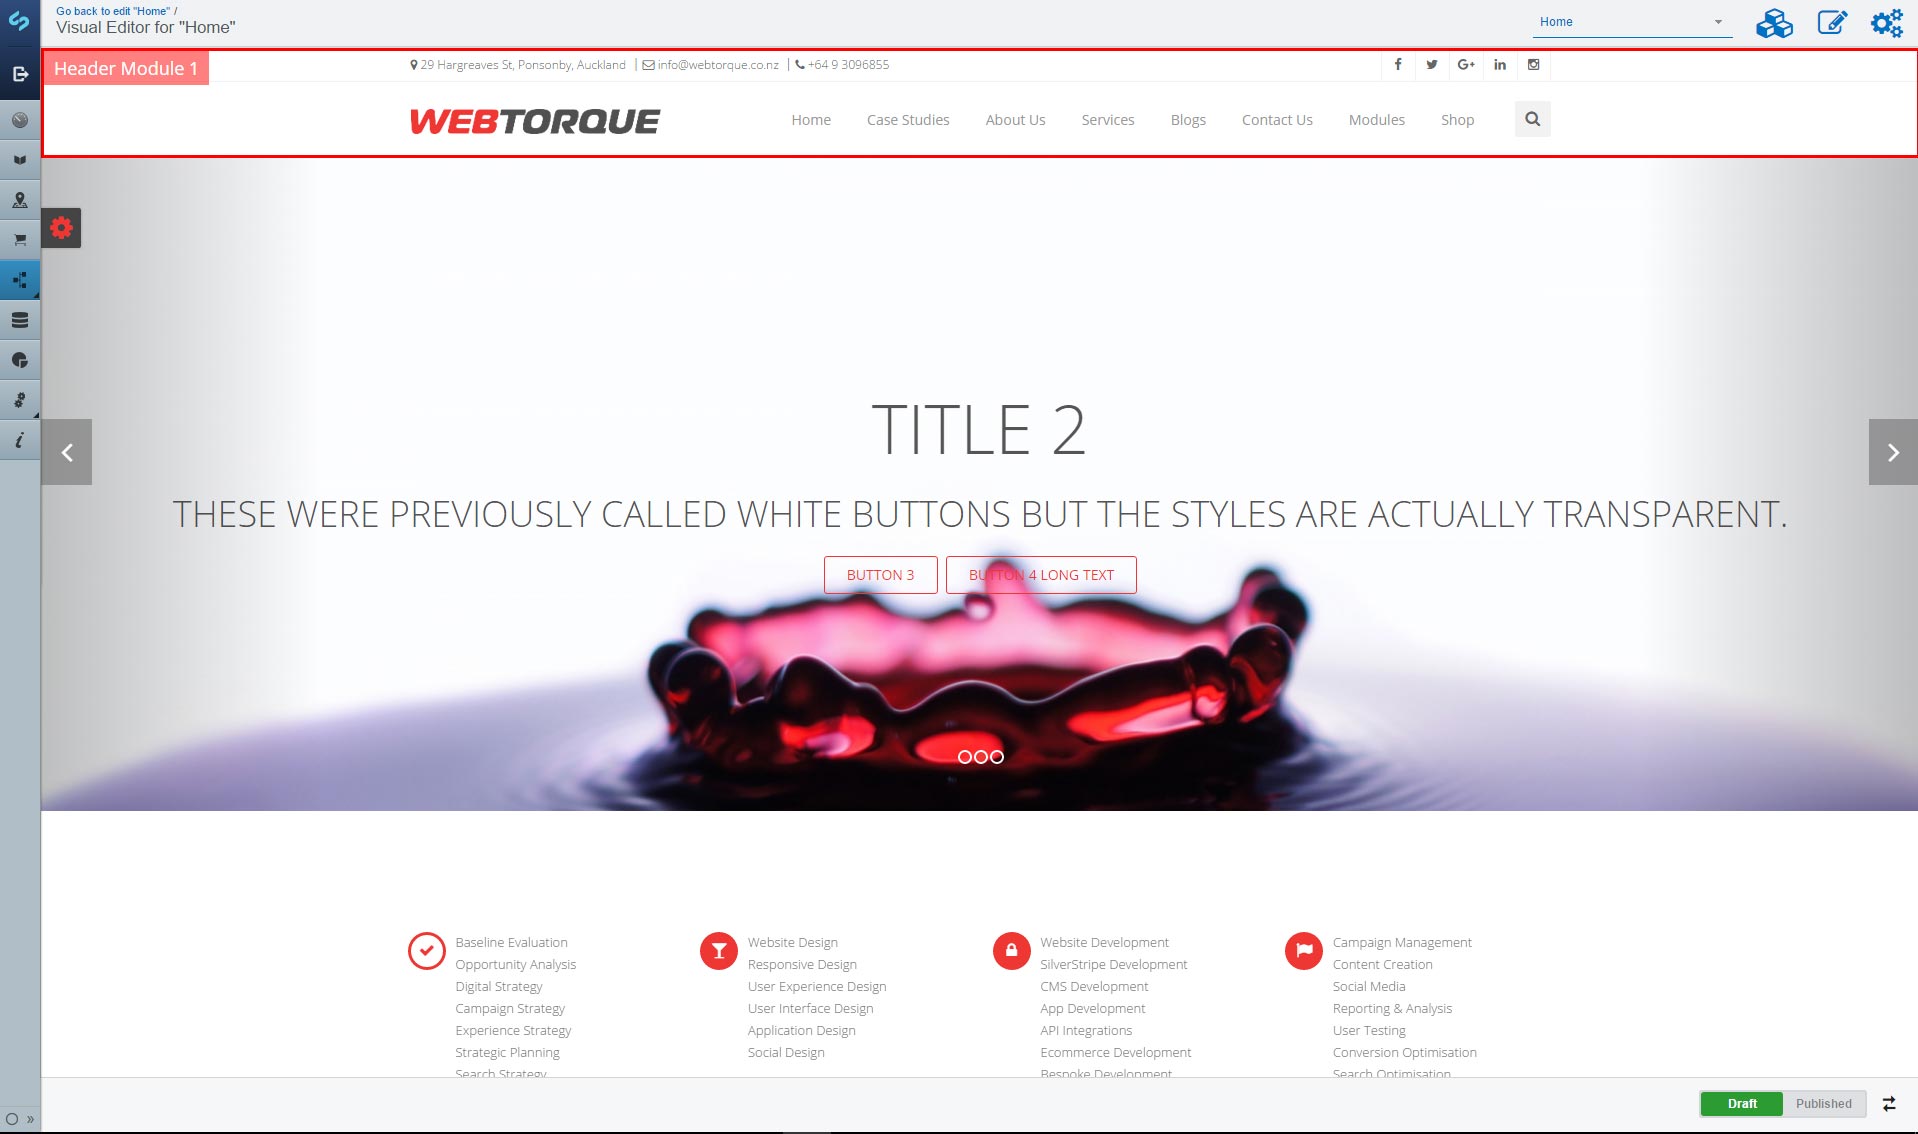 Go back to edit "Home" /
Visual Editor for "Home"
Home
Header Module 1
29 Hargreaves St, Ponsonby, Auckland | info@webtorque.co.nz | +64 9 3096855
WEBTORQUE
Home Case Studies About Us Services Blogs Contact Us Modules Shop
TITLE 2
THESE WERE PREVIOUSLY CALLED WHITE BUTTONS BUT THE STYLES ARE ACTUALLY TRANSPARENT.
BUTTON 3 BUTTON 4 LONG TEXT
Baseline Evaluation
Opportunity Analysis
Digital Strategy
Campaign Strategy
Experience Strategy
Strategic Planning
Search Strategy
Website Design
Responsive Design
User Experience Design
User Interface Design
Application Design
Social Design
Website Development
SilverStripe Development
CMS Development
App Development
API Integrations
Ecommerce Development
Bespoke Development
Campaign Management
Content Creation
Social Media
Reporting & Analysis
User Testing
Conversion Optimisation
Search Optimisation
Draft Published